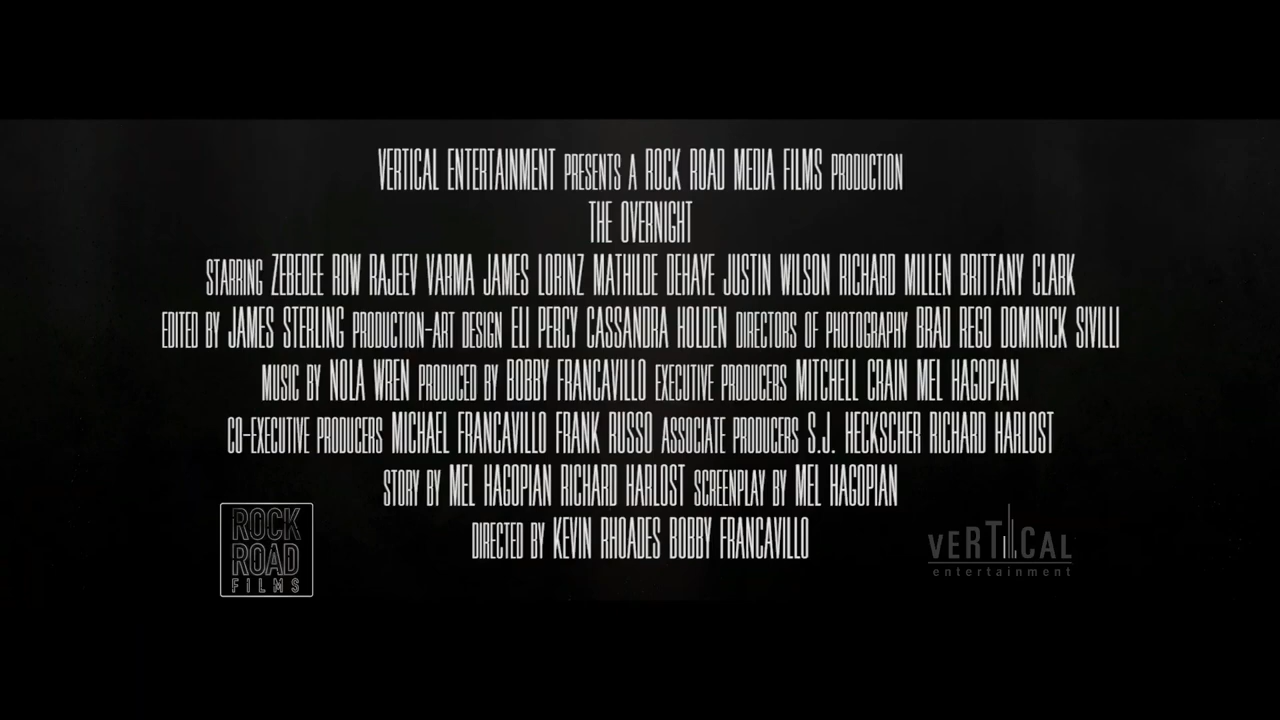 VERTICAL ENTERTAINMENT PRESENTS A ROCK ROAD MEDIA FILMS PRODUCTION
THE OVERNIGHT
STARRING ZEBEDEE ROW RAJEEV VARMA JAMES LORINZ MATHILDE DEHAYE JUSTIN WILSON RICHARD MILLEN BRITTANY CLARK
EDITED BY JAMES STERLING PRODUCTION-ART DESIGN ELI PERCY CASSANDRA HOLDEN DIRECTORS OF PHOTOGRAPHY BRAD REGO DOMINICK SIVILLI
MUSIC BY NOLA WREN PRODUCED BY BOBBY FRANCAVILLO EXECUTIVE PRODUCERS MITCHELL CRAIN MEL HAGOPIAN
CO-EXECUTIVE PRODUCERS MICHAEL FRANCAVILLO FRANK RUSSO ASSOCIATE PRODUCERS S.J. HECKSCHER RICHARD HARLOST
STORY BY MEL HAGOPIAN RICHARD HARLOST SCREENPLAY BY MEL HAGOPIAN
DIRECTED BY KEVIN RHOADES BOBBY FRANCAVILLO
ROCK
ROAD
FILMS
VERTICAL
entertainment